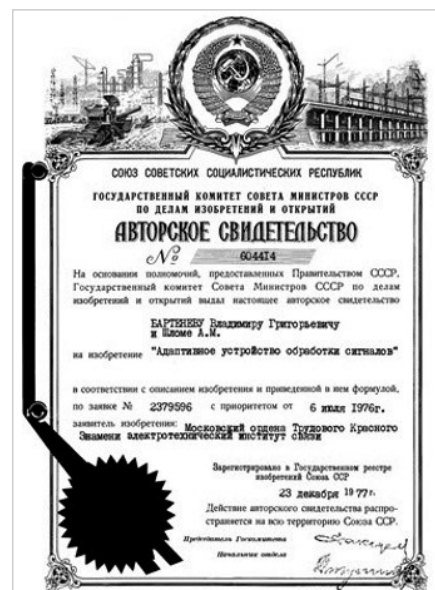 СОЮЗ СОВЕТСКИХ СОЦИАЛИСТИЧЕСКИХ РЕСПУБЛИК
ГОСУДАРСТВЕННЫЙ КОМИТЕТ СОВЕТА МИНИСТРОВ СССР
ПО ДЕЛАМ ИЗОБРЕТЕНИЙ И ОТКРЫТИЙ
АВТОРСКОЕ СВИДЕТЕЛЬСТВО
№ 604414
На основании полномочий, предоставленных Правительством СССР,
Государственный комитет Совета Министров СССР по делам
изобретений и открытий выдал настоящее авторское свидетельство
БАРТЕНЕВУ Владимиру Григорьевичу
и Шломе А.М.
на изобретение "Адаптивное устройство обработки сигналов"
в соответствии с описанием изобретения и приведенной в нем формулой,
по заявке № 2379596 с приоритетом от 6 июля 1976г.
заявитель изобретения: Московский ордена Трудового Красного
Знамени электротехнический институт связи
Зарегистрировано в Государственном реестре
изобретений Союза ССР
23 декабря 1977г.
Действие авторского свидетельства распро-
страняется на всю территорию Союза ССР.
Председатель Госкомитета
Начальник отдела